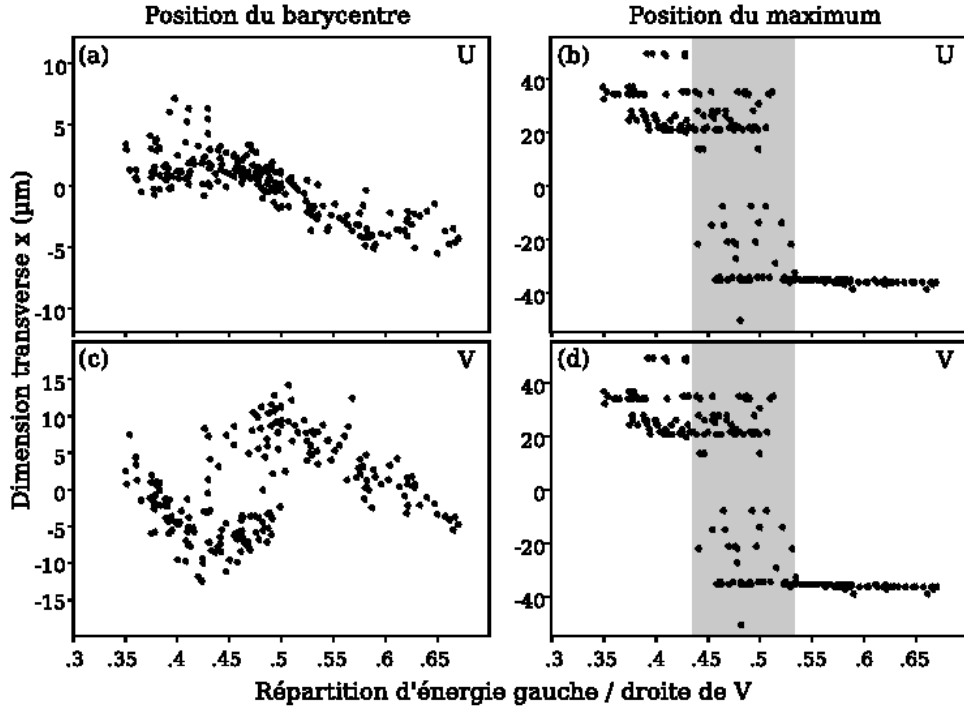 Position du barycentre
Position du maximum
(a)
U
(b)
U
10
5
0
-5
-10
40
20
0
-20
-40
Dimension transverse x (µm)
(c)
V
(d)
V
15
10
5
0
-5
-10
-15
40
20
0
-20
-40
.3 .35 .4 .45 .5 .55 .6 .65
.3 .35 .4 .45 .5 .55 .6 .65
Répartition d'énergie gauche / droite de V